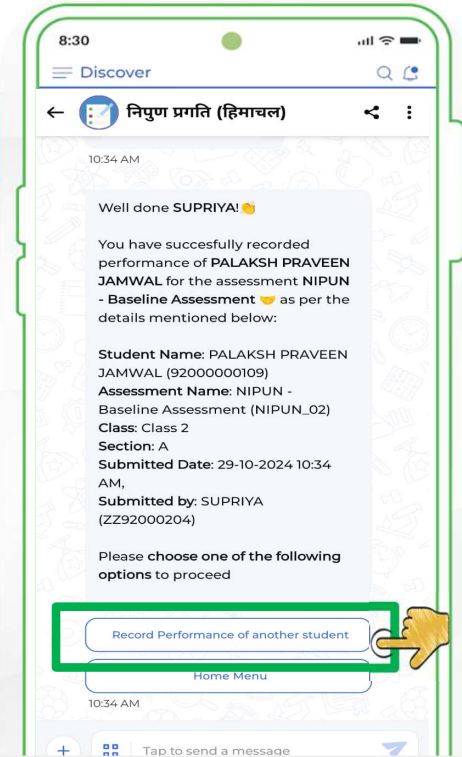 8:30
Discover
निपुण प्रगति (हिमाचल)
10:34 AM
Well done SUPRIYA!👏
You have succesfully recorded
performance of PALAKSH PRAVEEN
JAMWAL for the assessment NIPUN
- Baseline Assessment 🤝 as per the
details mentioned below:
Student Name: PALAKSH PRAVEEN
JAMWAL (92000000109)
Assessment Name: NIPUN -
Baseline Assessment (NIPUN_02)
Class: Class 2
Section: A
Submitted Date: 29-10-2024 10:34
AM,
Submitted by: SUPRIYA
(ZZ92000204)
Please choose one of the following
options to proceed
Record Performance of another student
Home Menu
10:34 AM
Tap to send a message